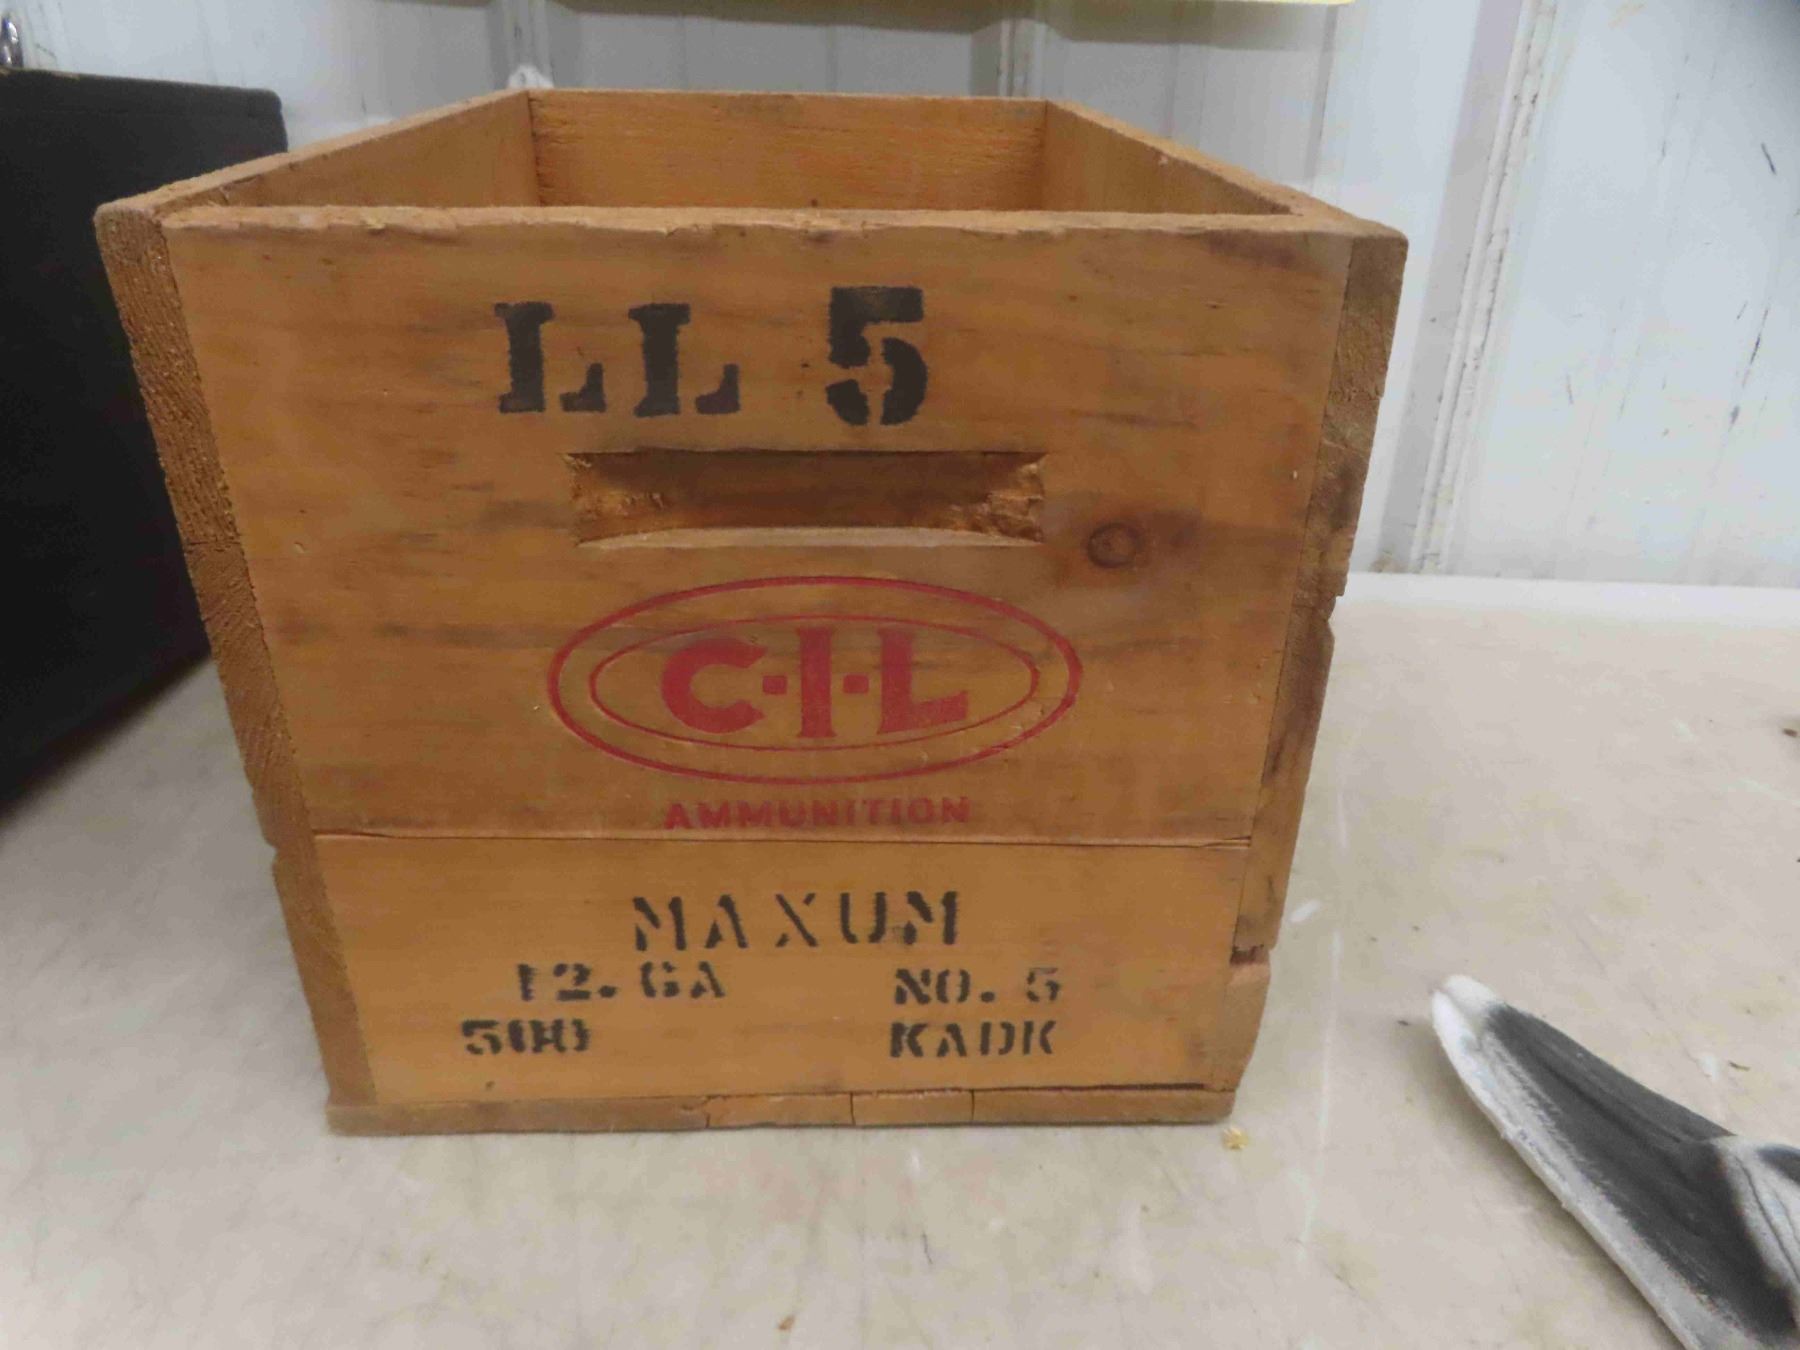 LL 5
C-I-L
AMMUNITION
MAXUM
12. GA NO. 5
500 KADK